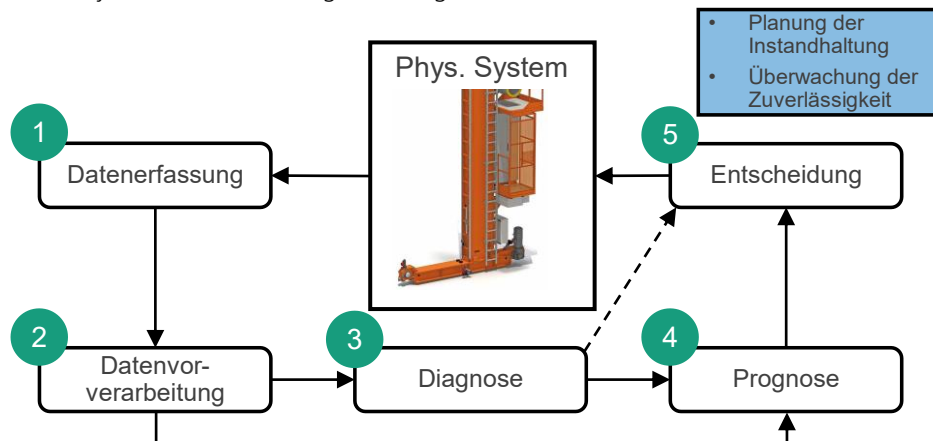 • Planung der
Instandhaltung
• Überwachung der
Zuverlässigkeit
Phys. System
1
Datenerfassung
5
Entscheidung
2
Datenvor-
verarbeitung
3
Diagnose
4
Prognose